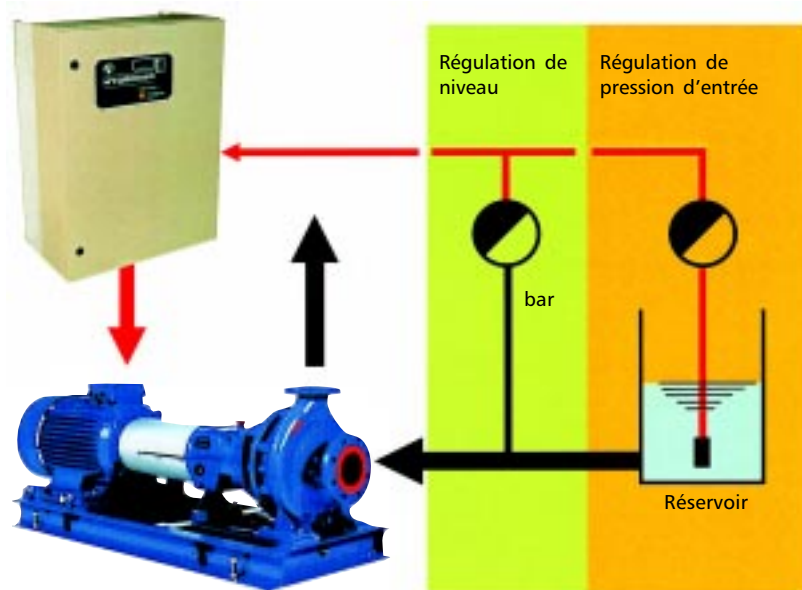 Régulation de
niveau
Régulation de
pression d'entrée
bar
Réservoir